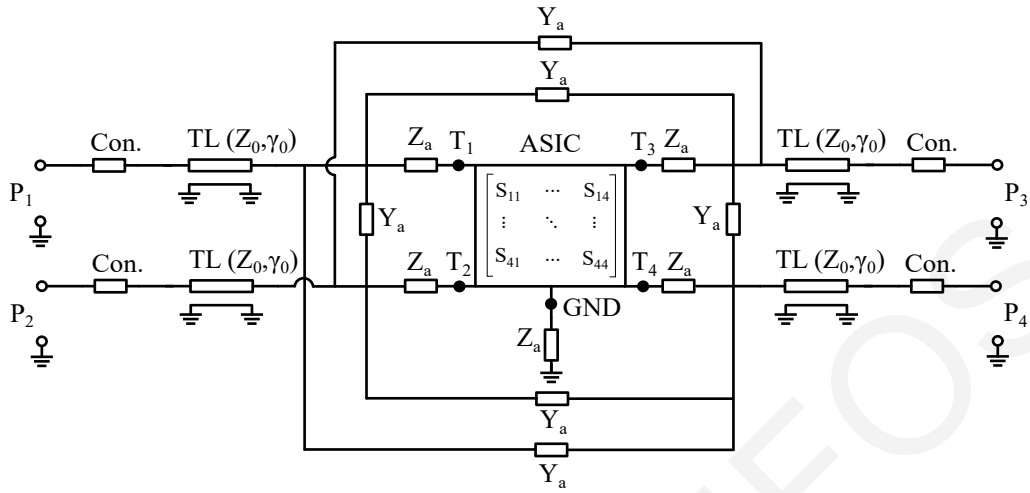 Yₐ
Yₐ
Con. TL (Z₀,γ₀) Zₐ T₁ ASIC T₃ Zₐ TL (Z₀,γ₀) Con.
P₁ S₁₁ ⋯ S₁₄ P₃
Yₐ ⋮ ⋱ ⋮ Yₐ
Con. TL (Z₀,γ₀) Zₐ T₂ S₄₁ ⋯ S₄₄ T₄ Zₐ TL (Z₀,γ₀) Con.
P₂ GND P₄
Zₐ
Yₐ
Yₐ
EOS